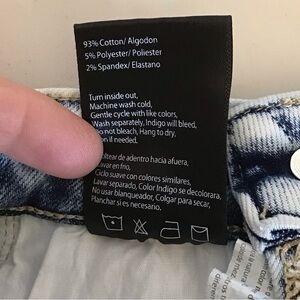 93% Cotton/ Algodon
5% Polyester/ Poliester
2% Spandex/ Elastano
Turn inside out,
Machine wash cold,
Gentle cycle with like colors,
Wash separately, Indigo will bleed,
Do not bleach, Hang to dry,
if needed.
de adentro hacia afuera,
en frio,
Ciclo suave con colores similares,
Lavar separado, Color Indigo se decolorara,
No usar blanqueador, Colgar para secar,
Planchar si es necesario.